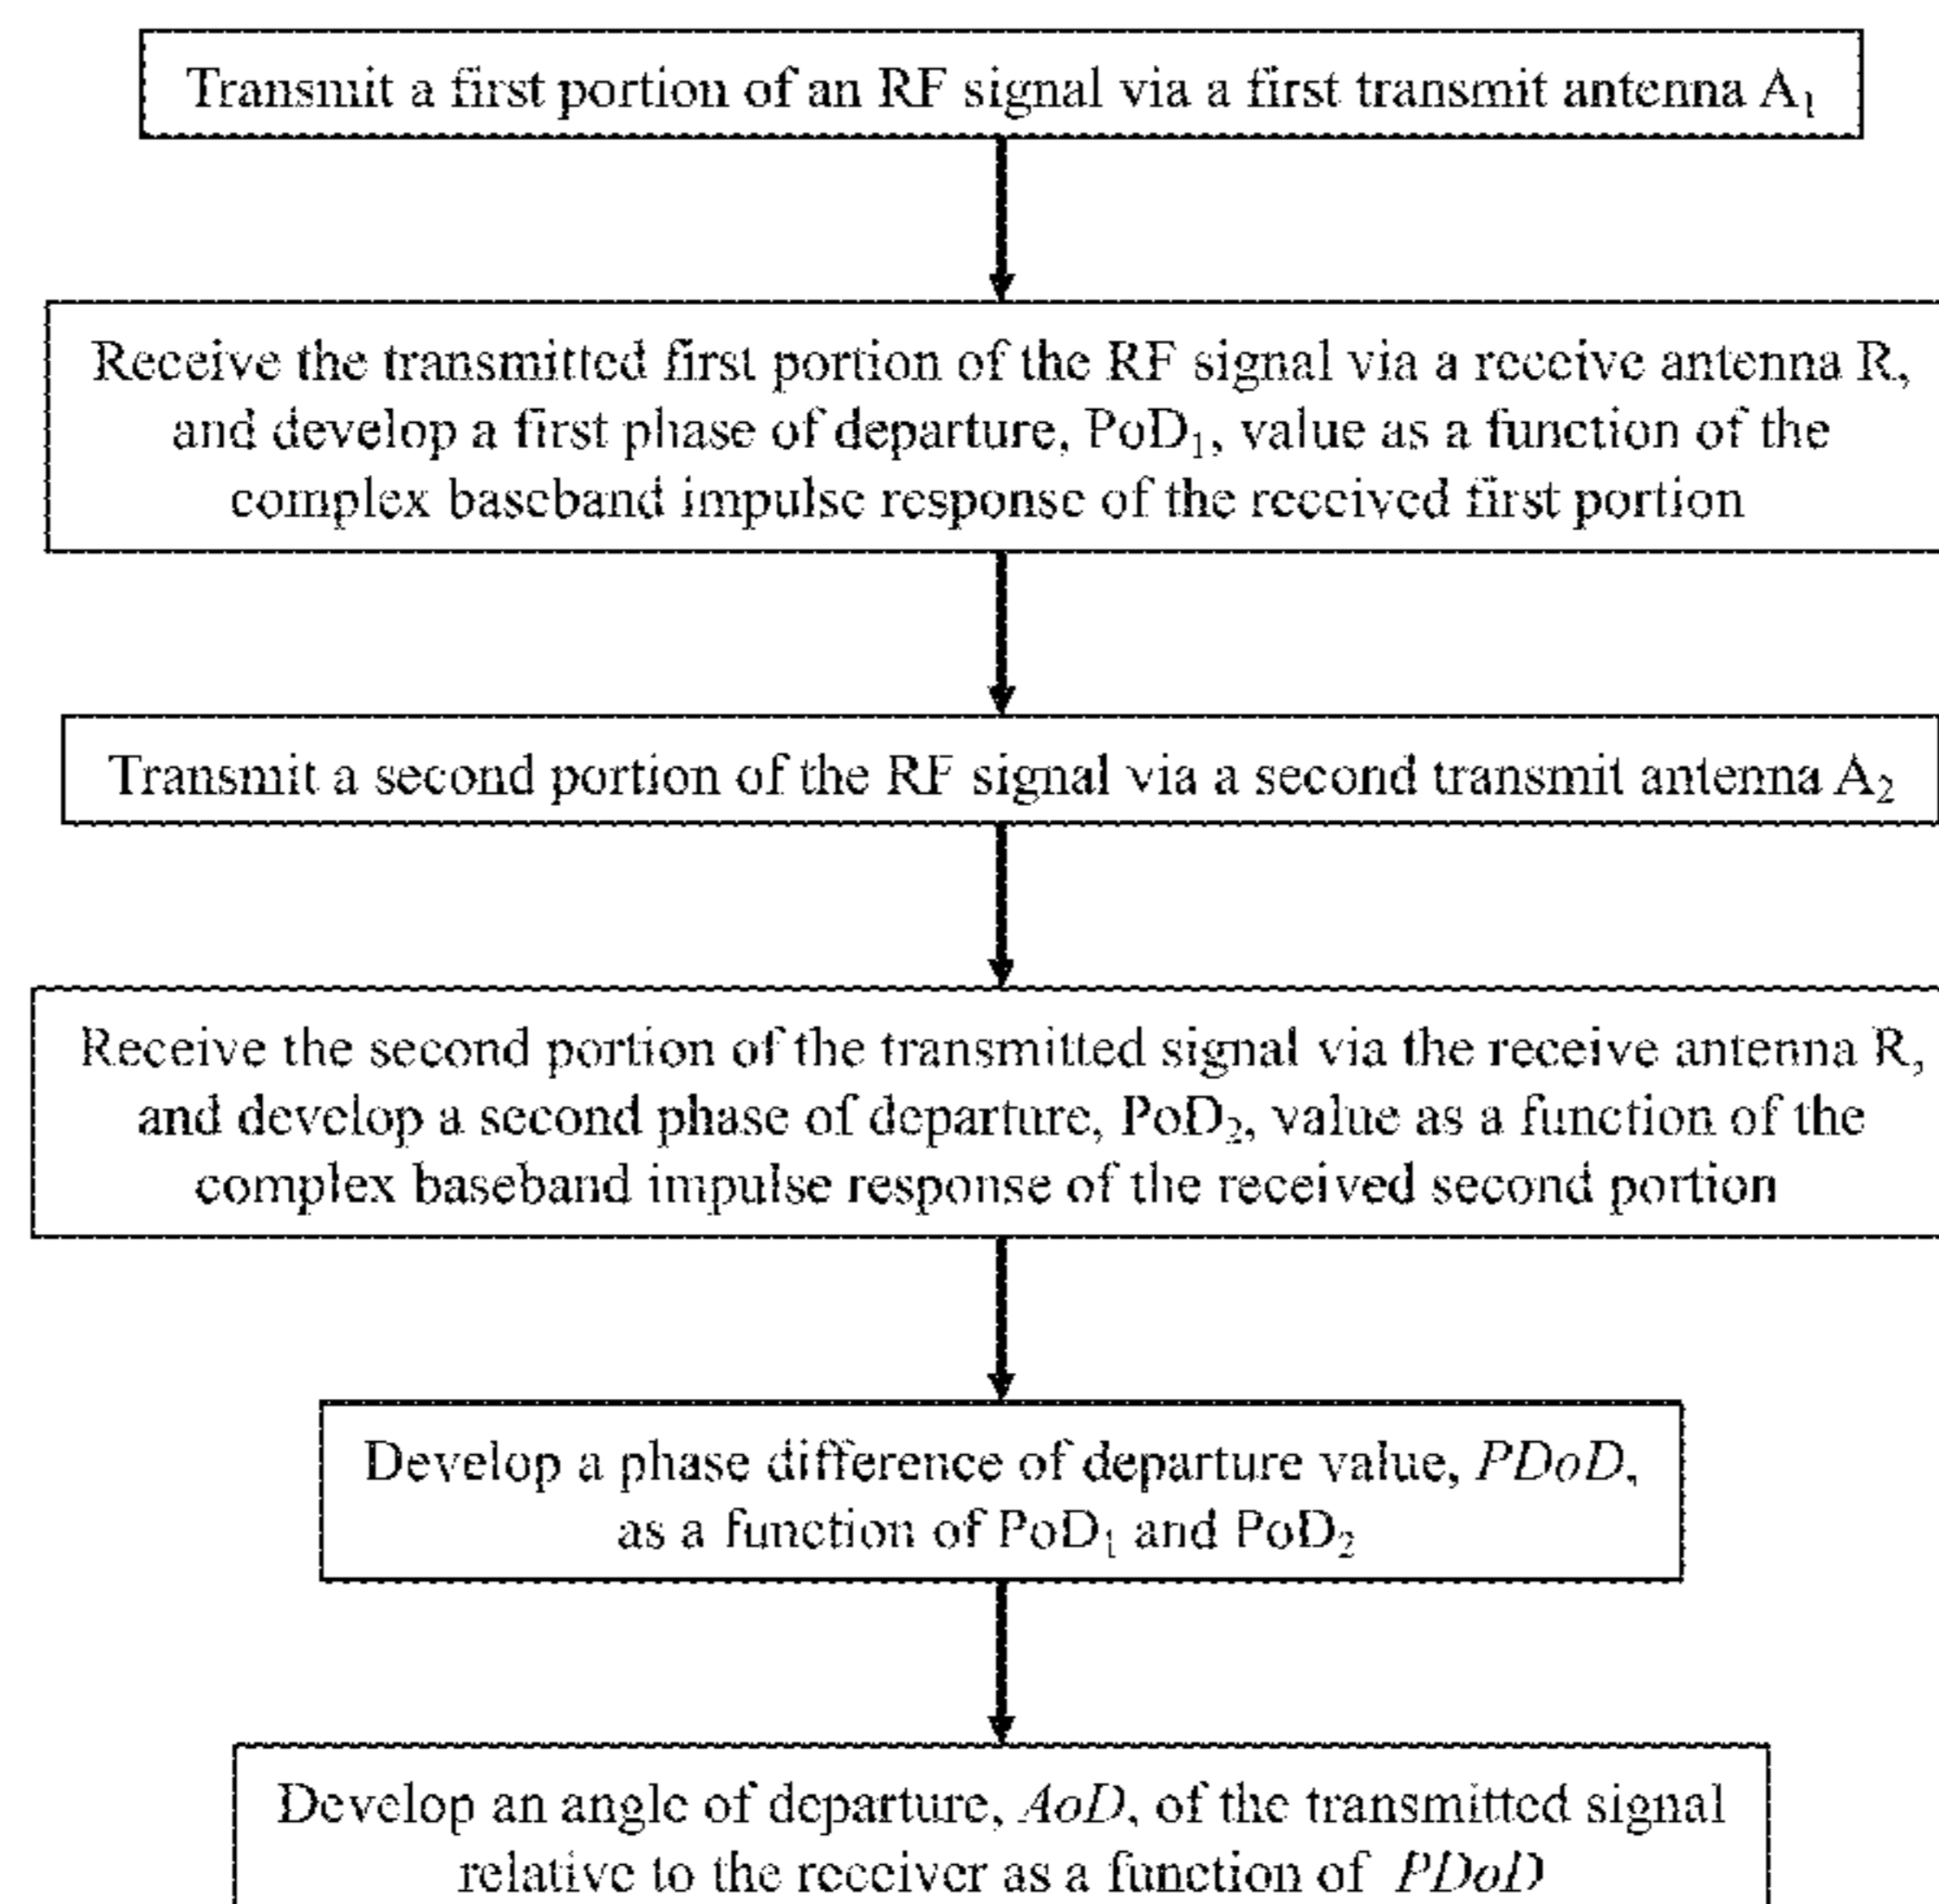 Transmit a first portion of an RF signal via a first transmit antenna A₁
Receive the transmitted first portion of the RF signal via a receive antenna R,
and develop a first phase of departure, PoD₁, value as a function of the
complex baseband impulse response of the received first portion
Transmit a second portion of the RF signal via a second transmit antenna A₂
Receive the second portion of the transmitted signal via the receive antenna R,
and develop a second phase of departure, PoD₂, value as a function of the
complex baseband impulse response of the received second portion
Develop a phase difference of departure value, PDoD,
as a function of PoD₁ and PoD₂
Develop an angle of departure, AoD, of the transmitted signal
relative to the receiver as a function of PDoD